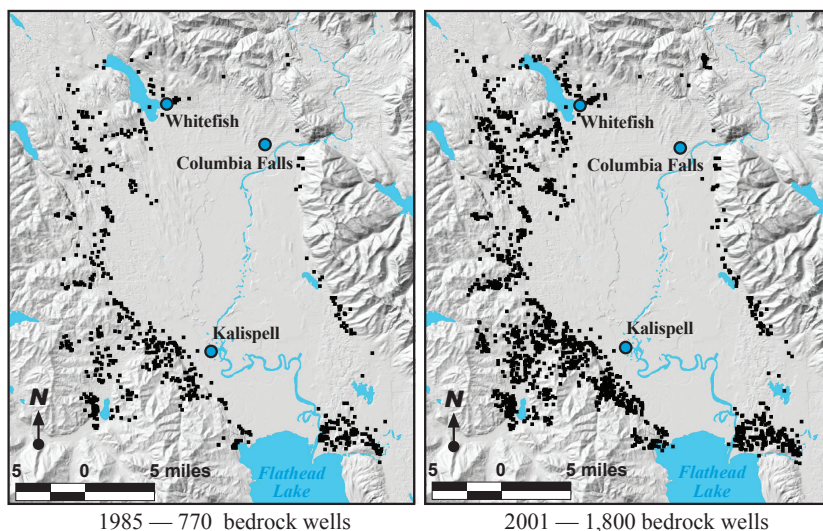 Whitefish
Columbia Falls
Kalispell
N
5 0 5 miles
Flathead
Lake
1985 — 770 bedrock wells
Whitefish
Columbia Falls
Kalispell
N
5 0 5 miles
Flathead
Lake
2001 — 1,800 bedrock wells